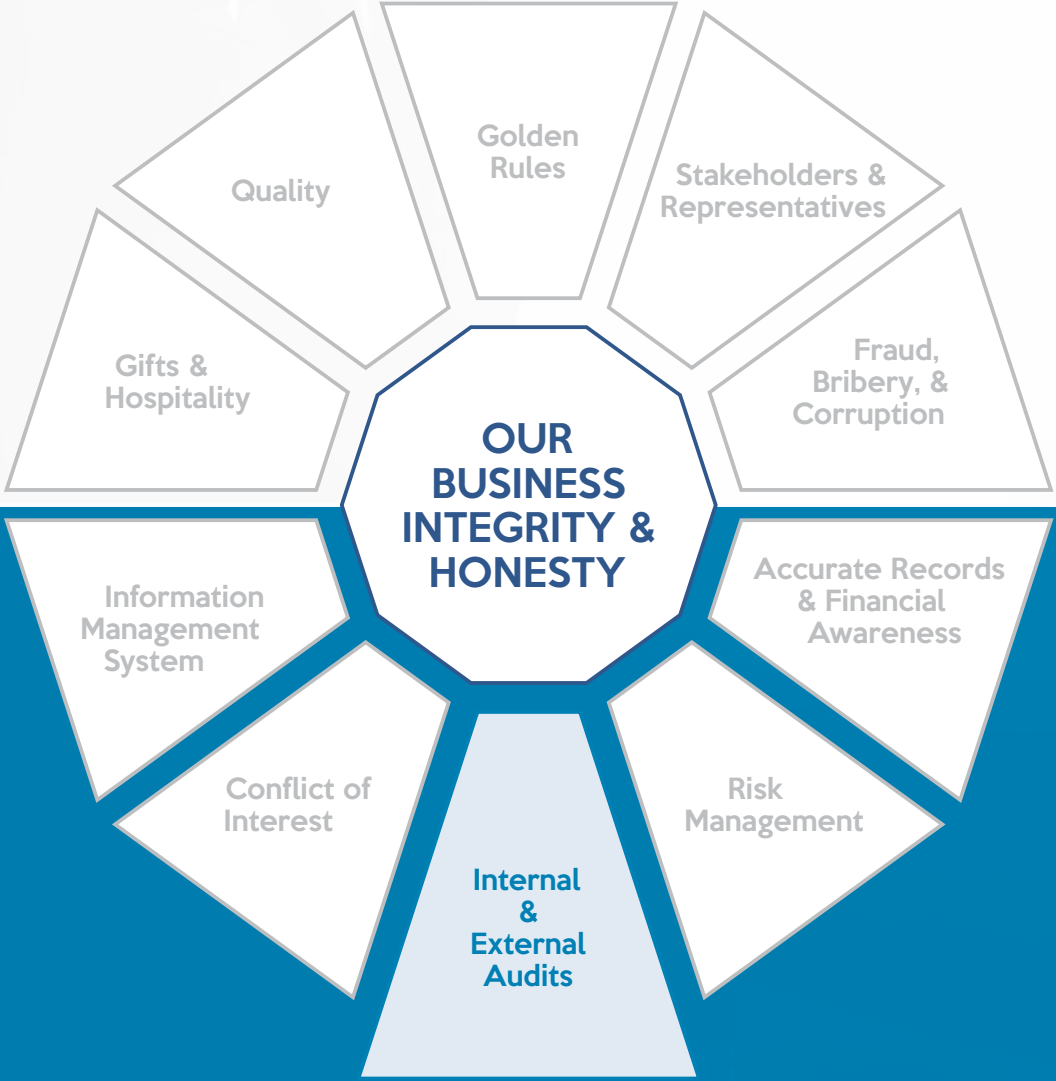 Golden
Rules
Stakeholders &
Representatives
Fraud,
Bribery, &
Corruption
Accurate Records
& Financial
Awareness
Risk
Management
Internal
&
External
Audits
Conflict of
Interest
Information
Management
System
Gifts &
Hospitality
Quality
OUR
BUSINESS
INTEGRITY &
HONESTY